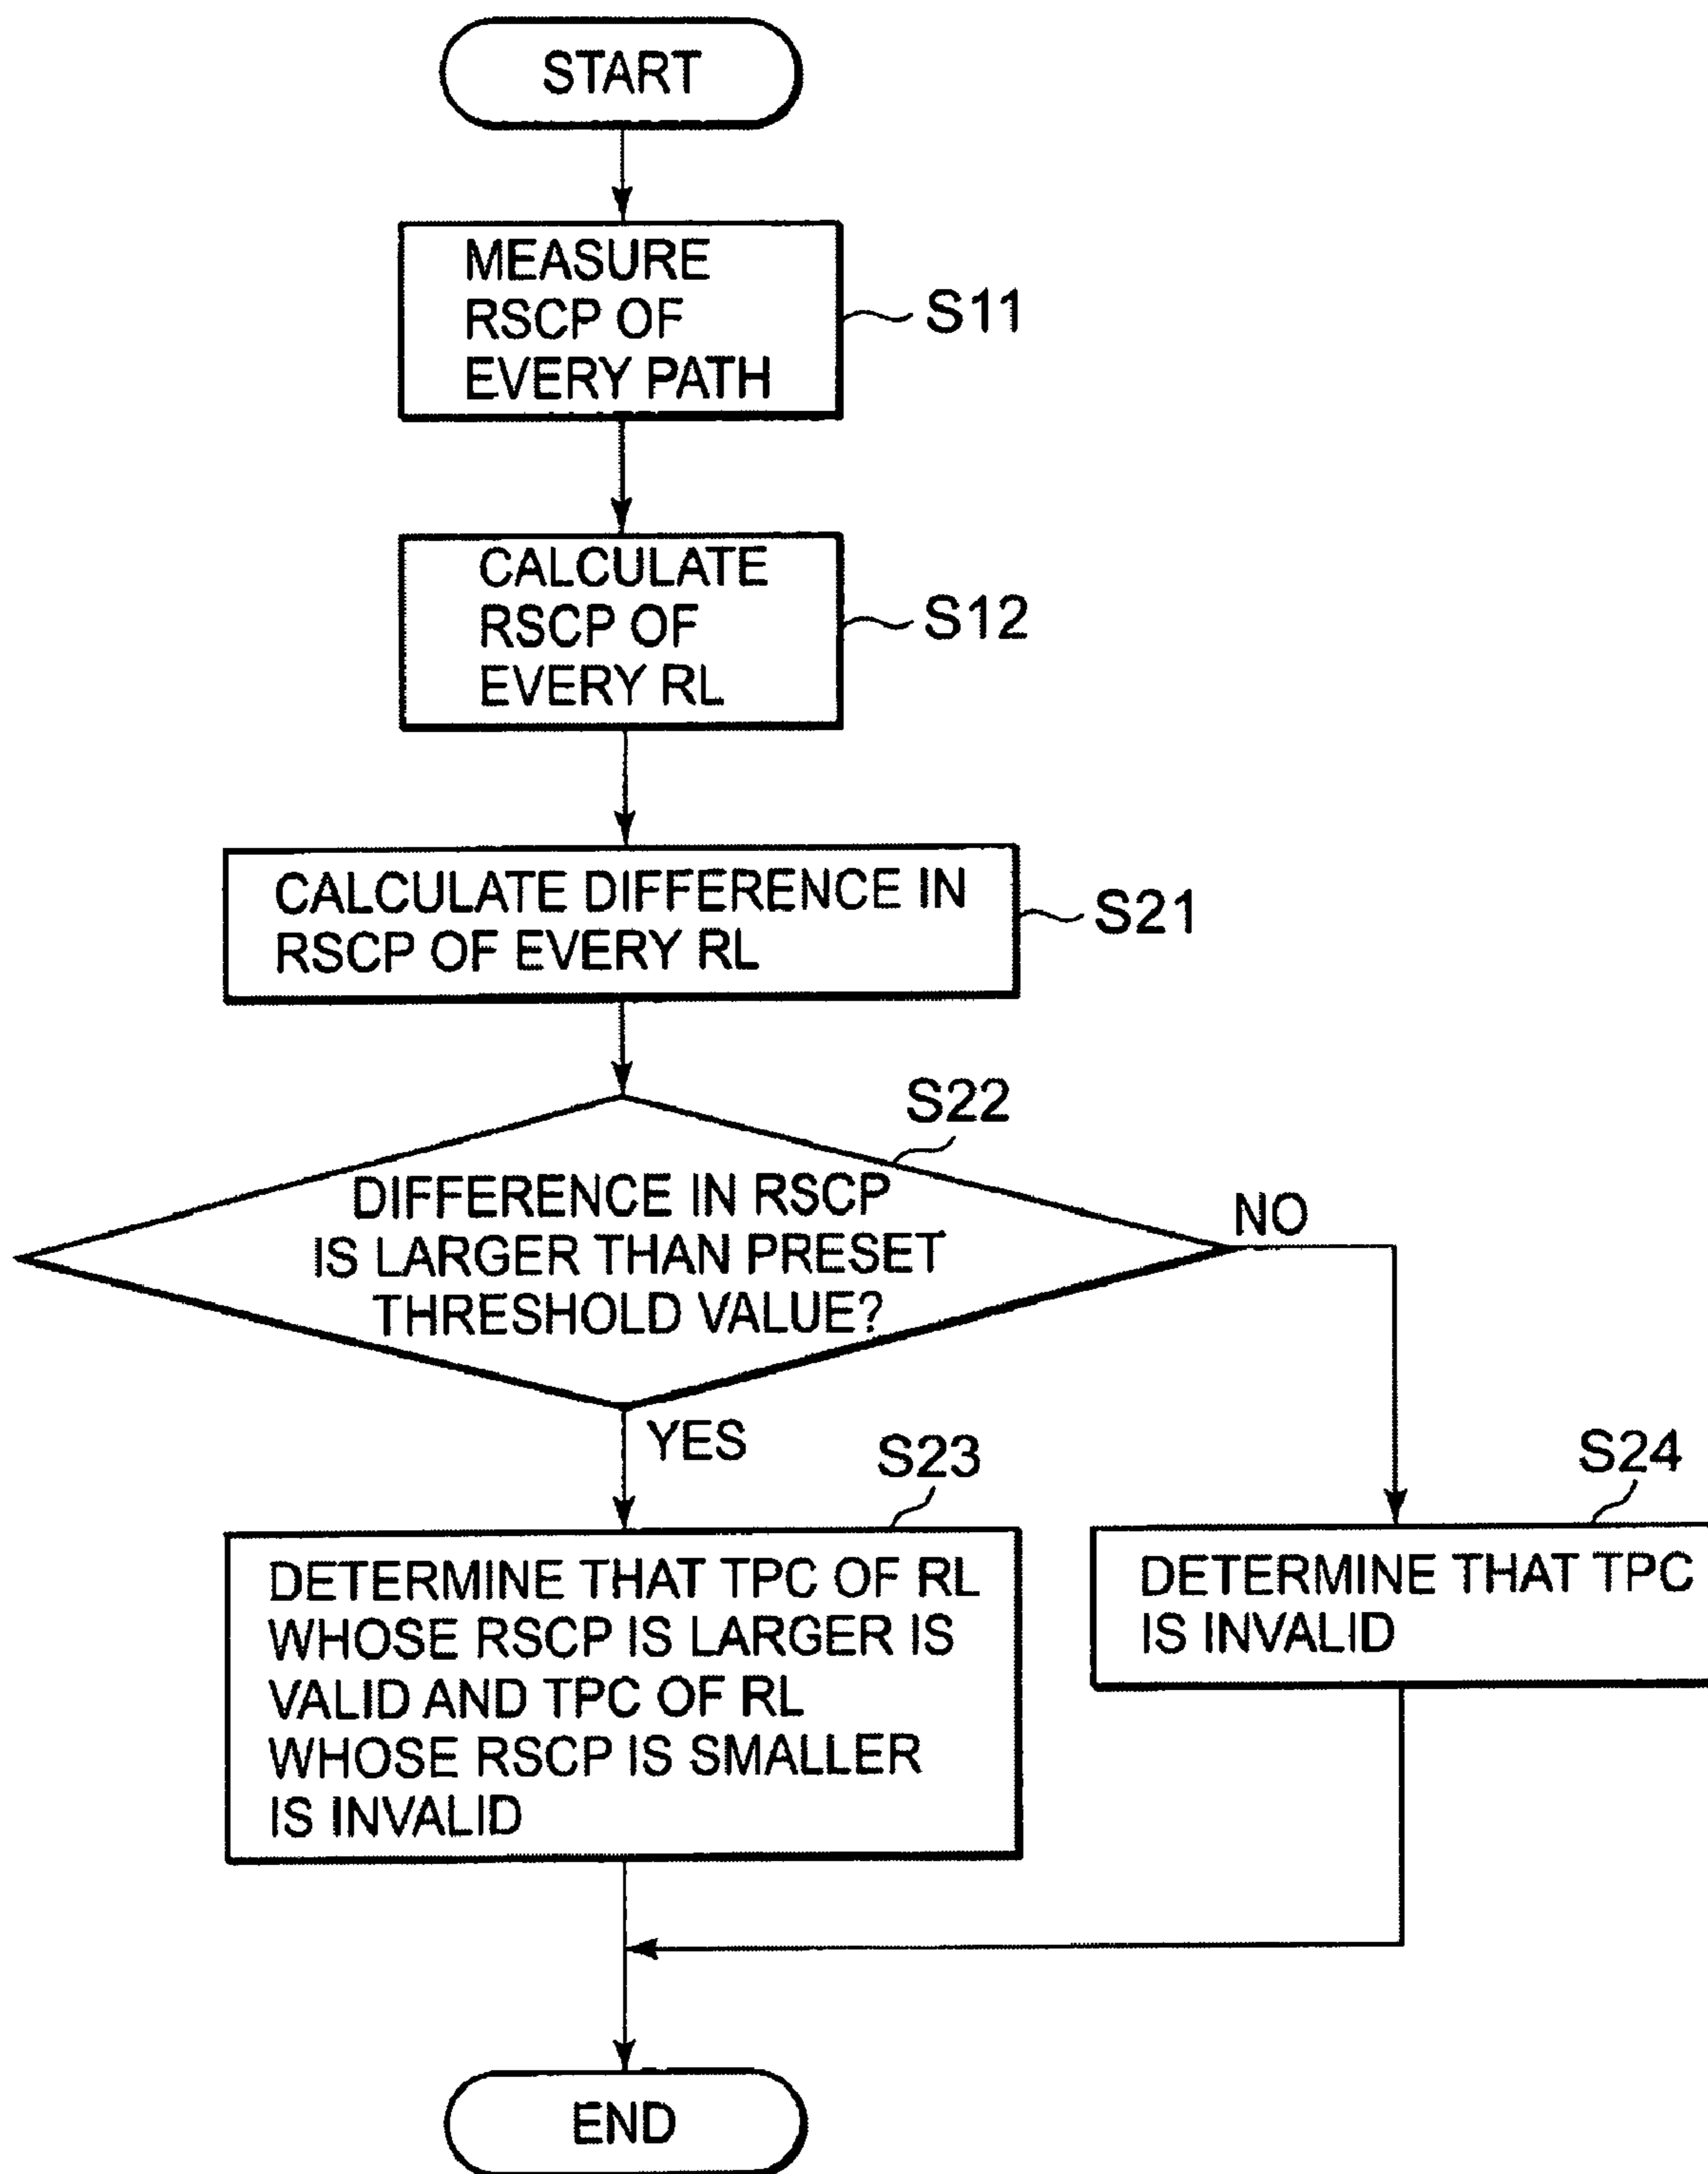 START
MEASURE
RSCP OF
EVERY PATH
S11
CALCULATE
RSCP OF
EVERY RL
S12
CALCULATE DIFFERENCE IN
RSCP OF EVERY RL
S21
S22
DIFFERENCE IN RSCP
IS LARGER THAN PRESET
THRESHOLD VALUE?
NO
YES
S23
DETERMINE THAT TPC OF RL
WHOSE RSCP IS LARGER IS
VALID AND TPC OF RL
WHOSE RSCP IS SMALLER
IS INVALID
S24
DETERMINE THAT TPC
IS INVALID
END